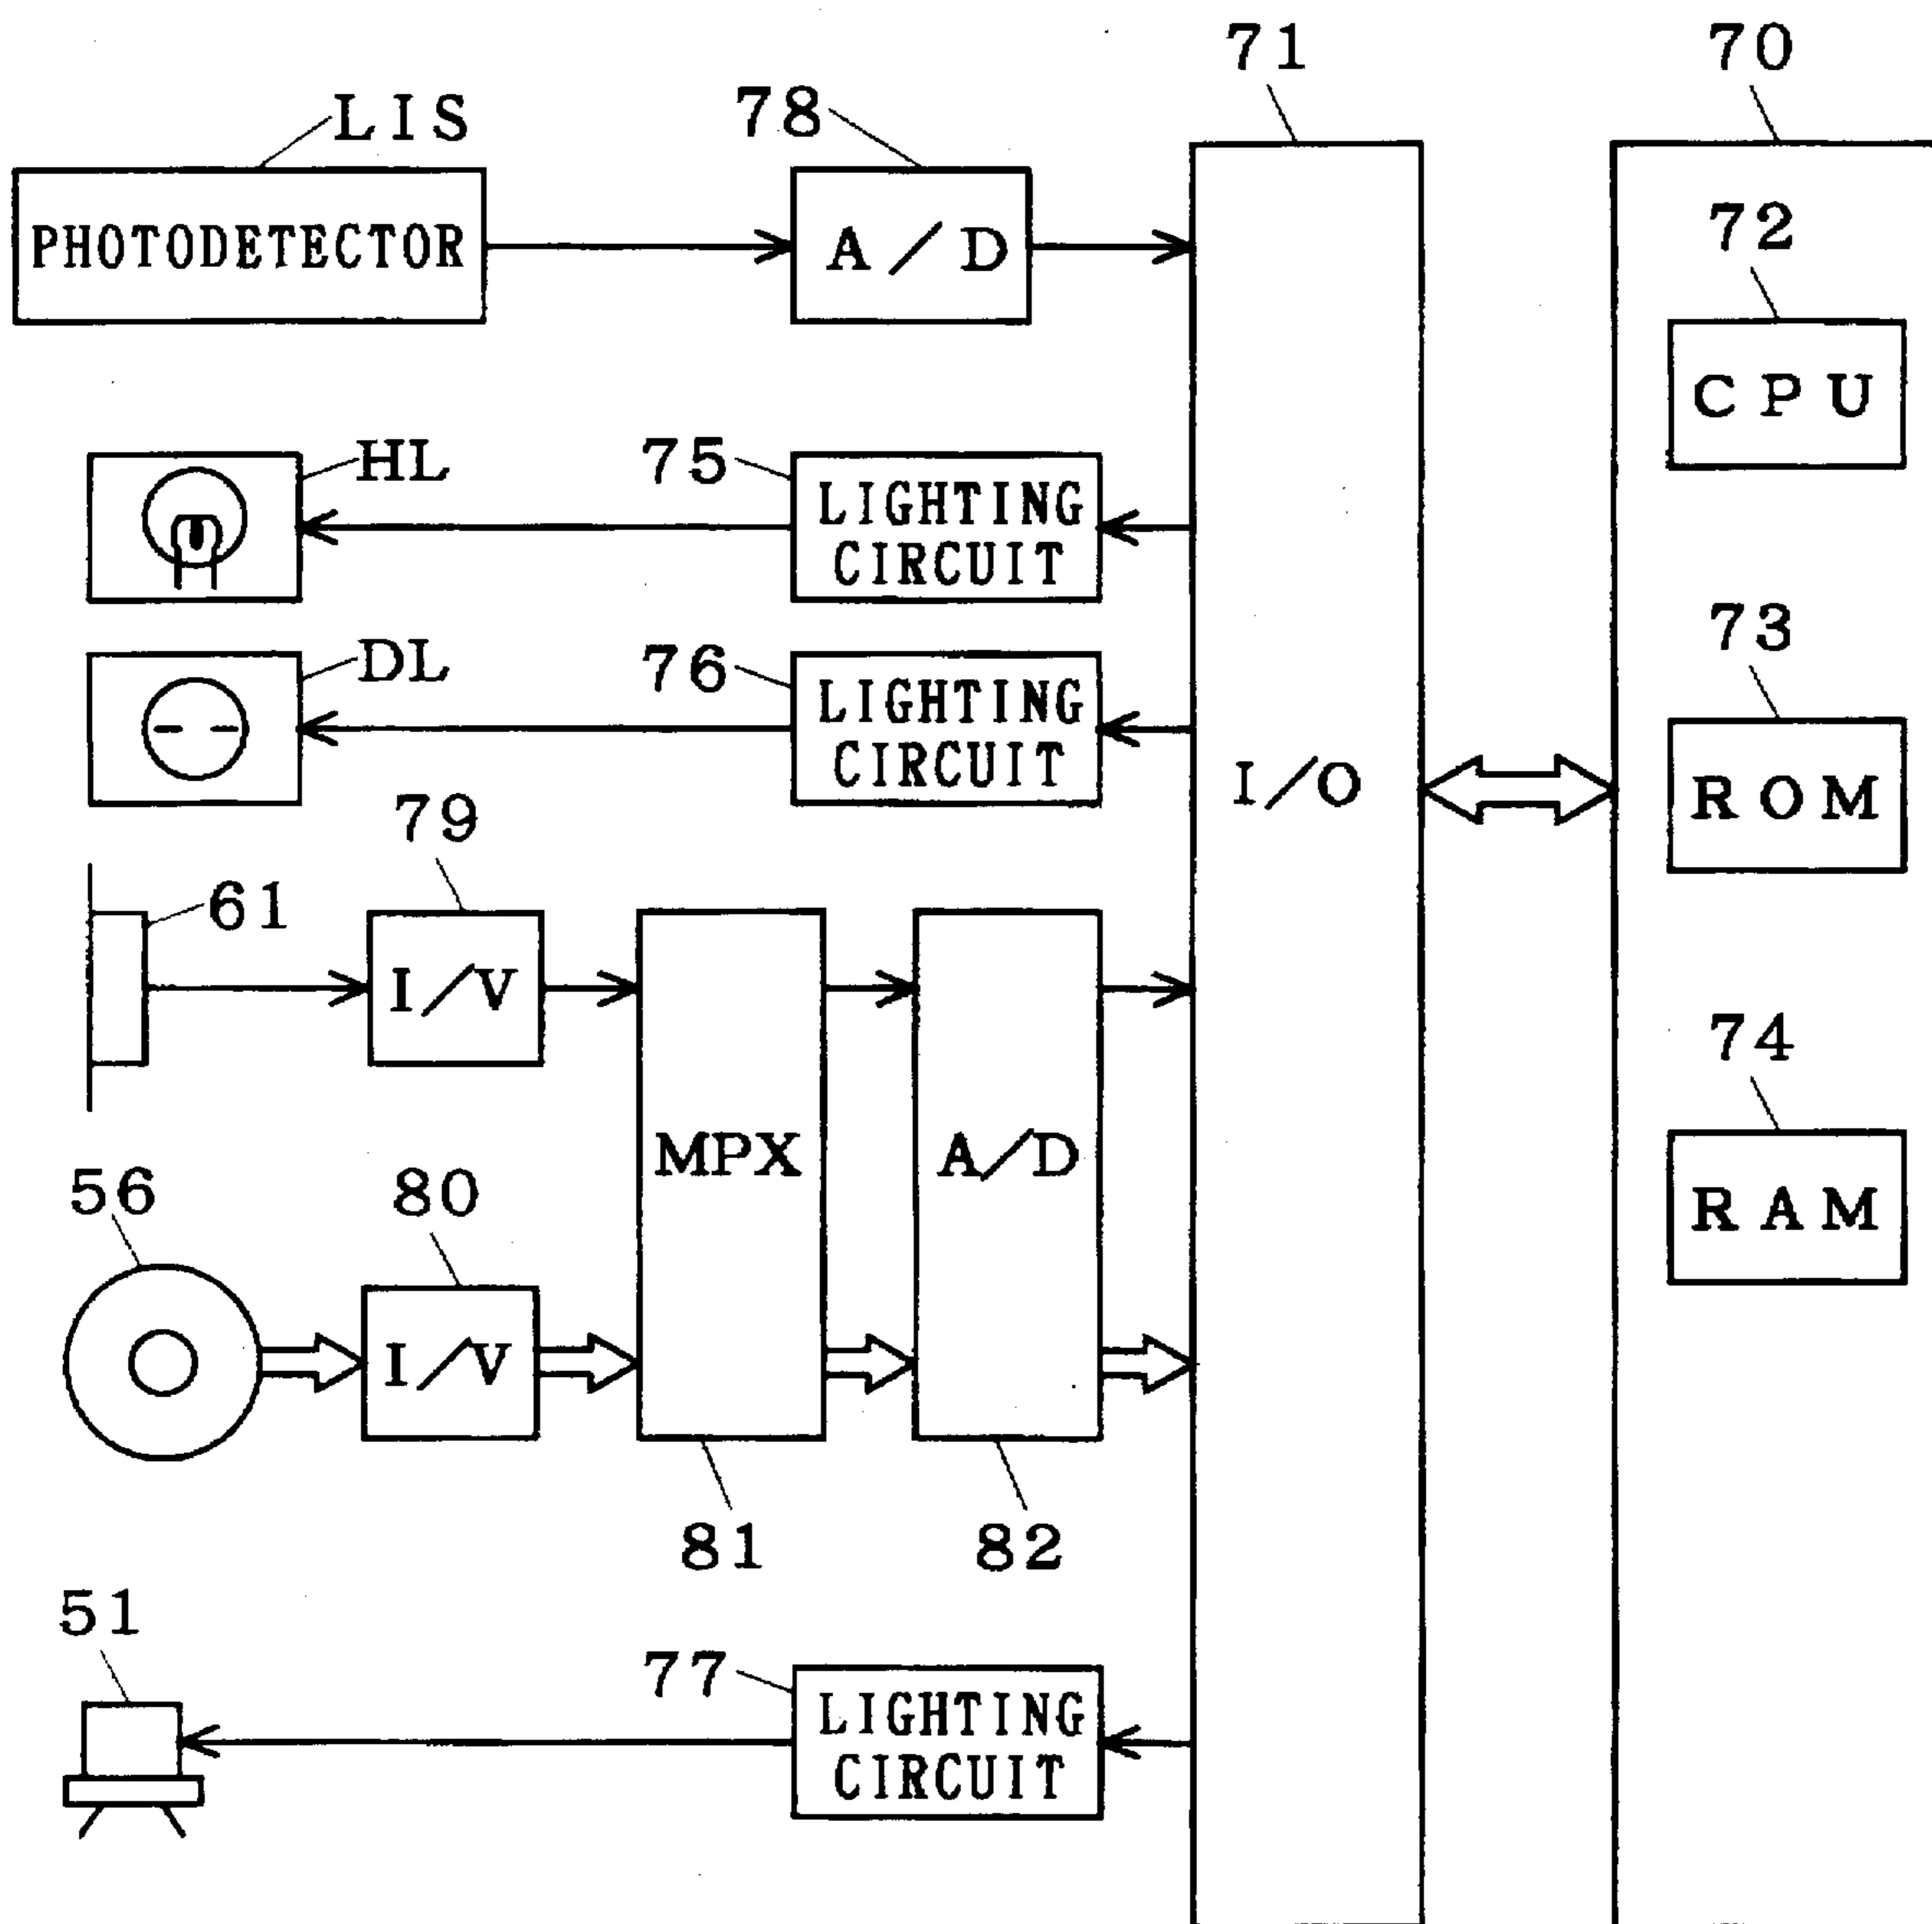 71
70
LIS
78
PHOTODETECTOR
A/D
72
CPU
HL
75
LIGHTING
CIRCUIT
DL
76
LIGHTING
CIRCUIT
73
I/O
ROM
79
61
I/V
MPX
A/D
74
RAM
56
80
I/V
81
82
51
77
LIGHTING
CIRCUIT